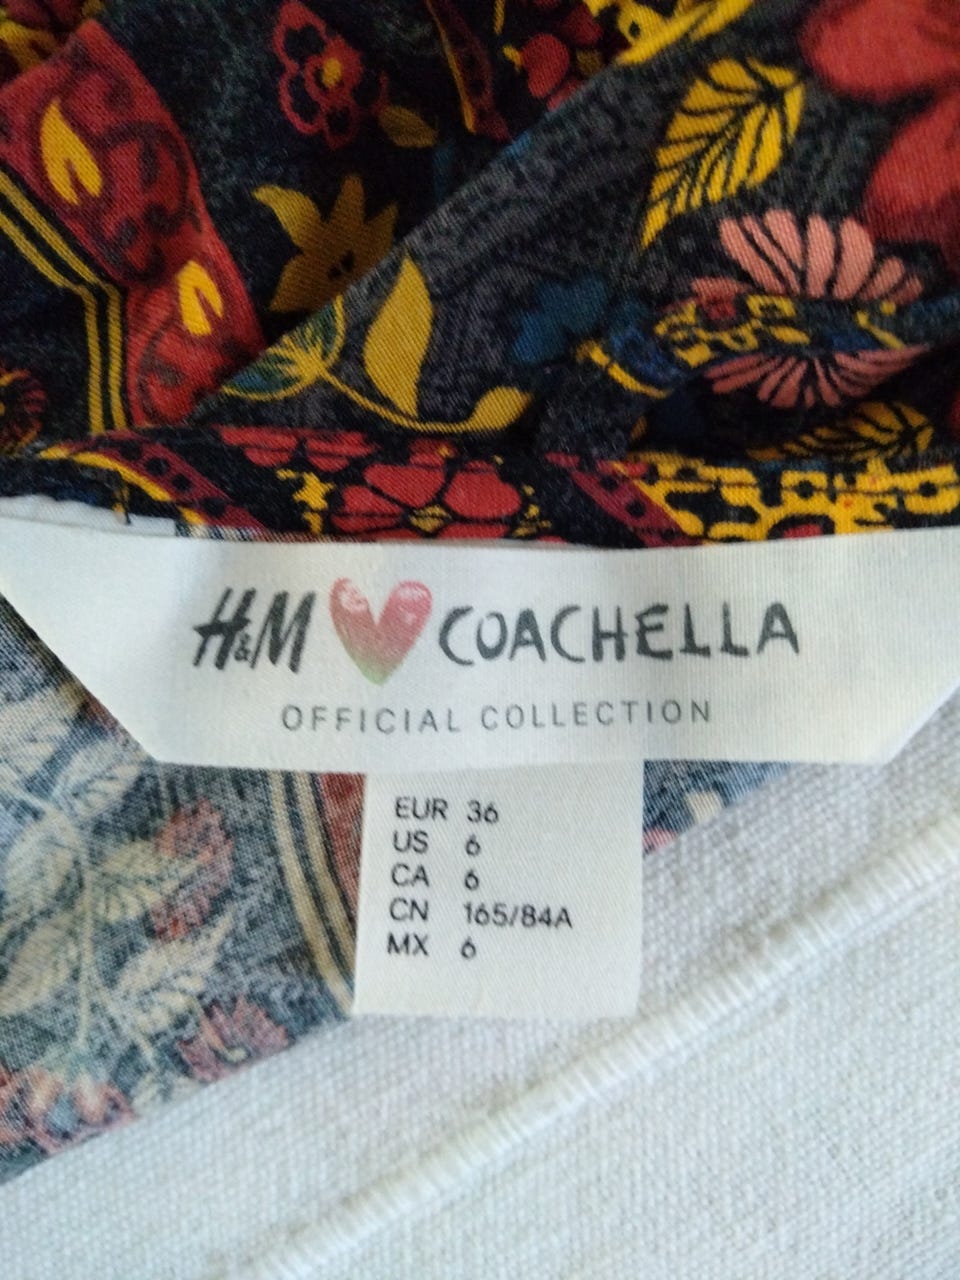 H&M COACHELLA
OFFICIAL COLLECTION
EUR 36
US 6
CA 6
CN 165/84A
MX 6